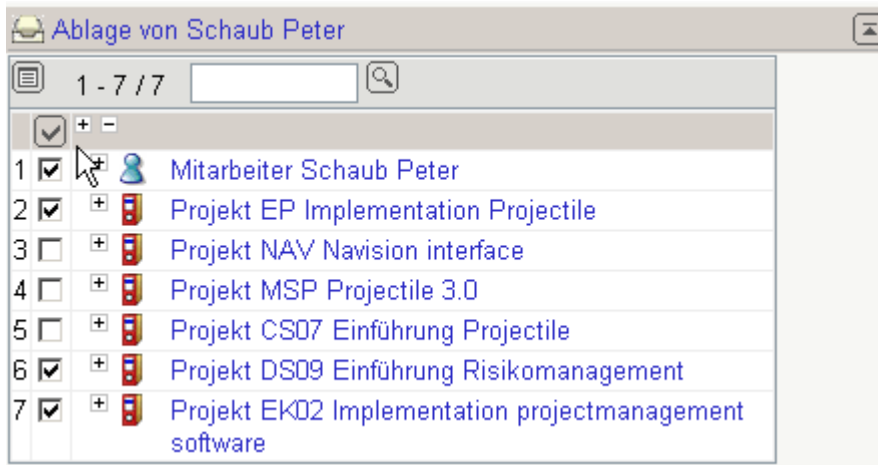 Ablage von Schaub Peter
1 - 7 / 7
1 Mitarbeiter Schaub Peter
2 Projekt EP Implementation Projectile
3 Projekt NAV Navision interface
4 Projekt MSP Projectile 3.0
5 Projekt CS07 Einführung Projectile
6 Projekt DS09 Einführung Risikomanagement
7 Projekt EK02 Implementation projectmanagement
software